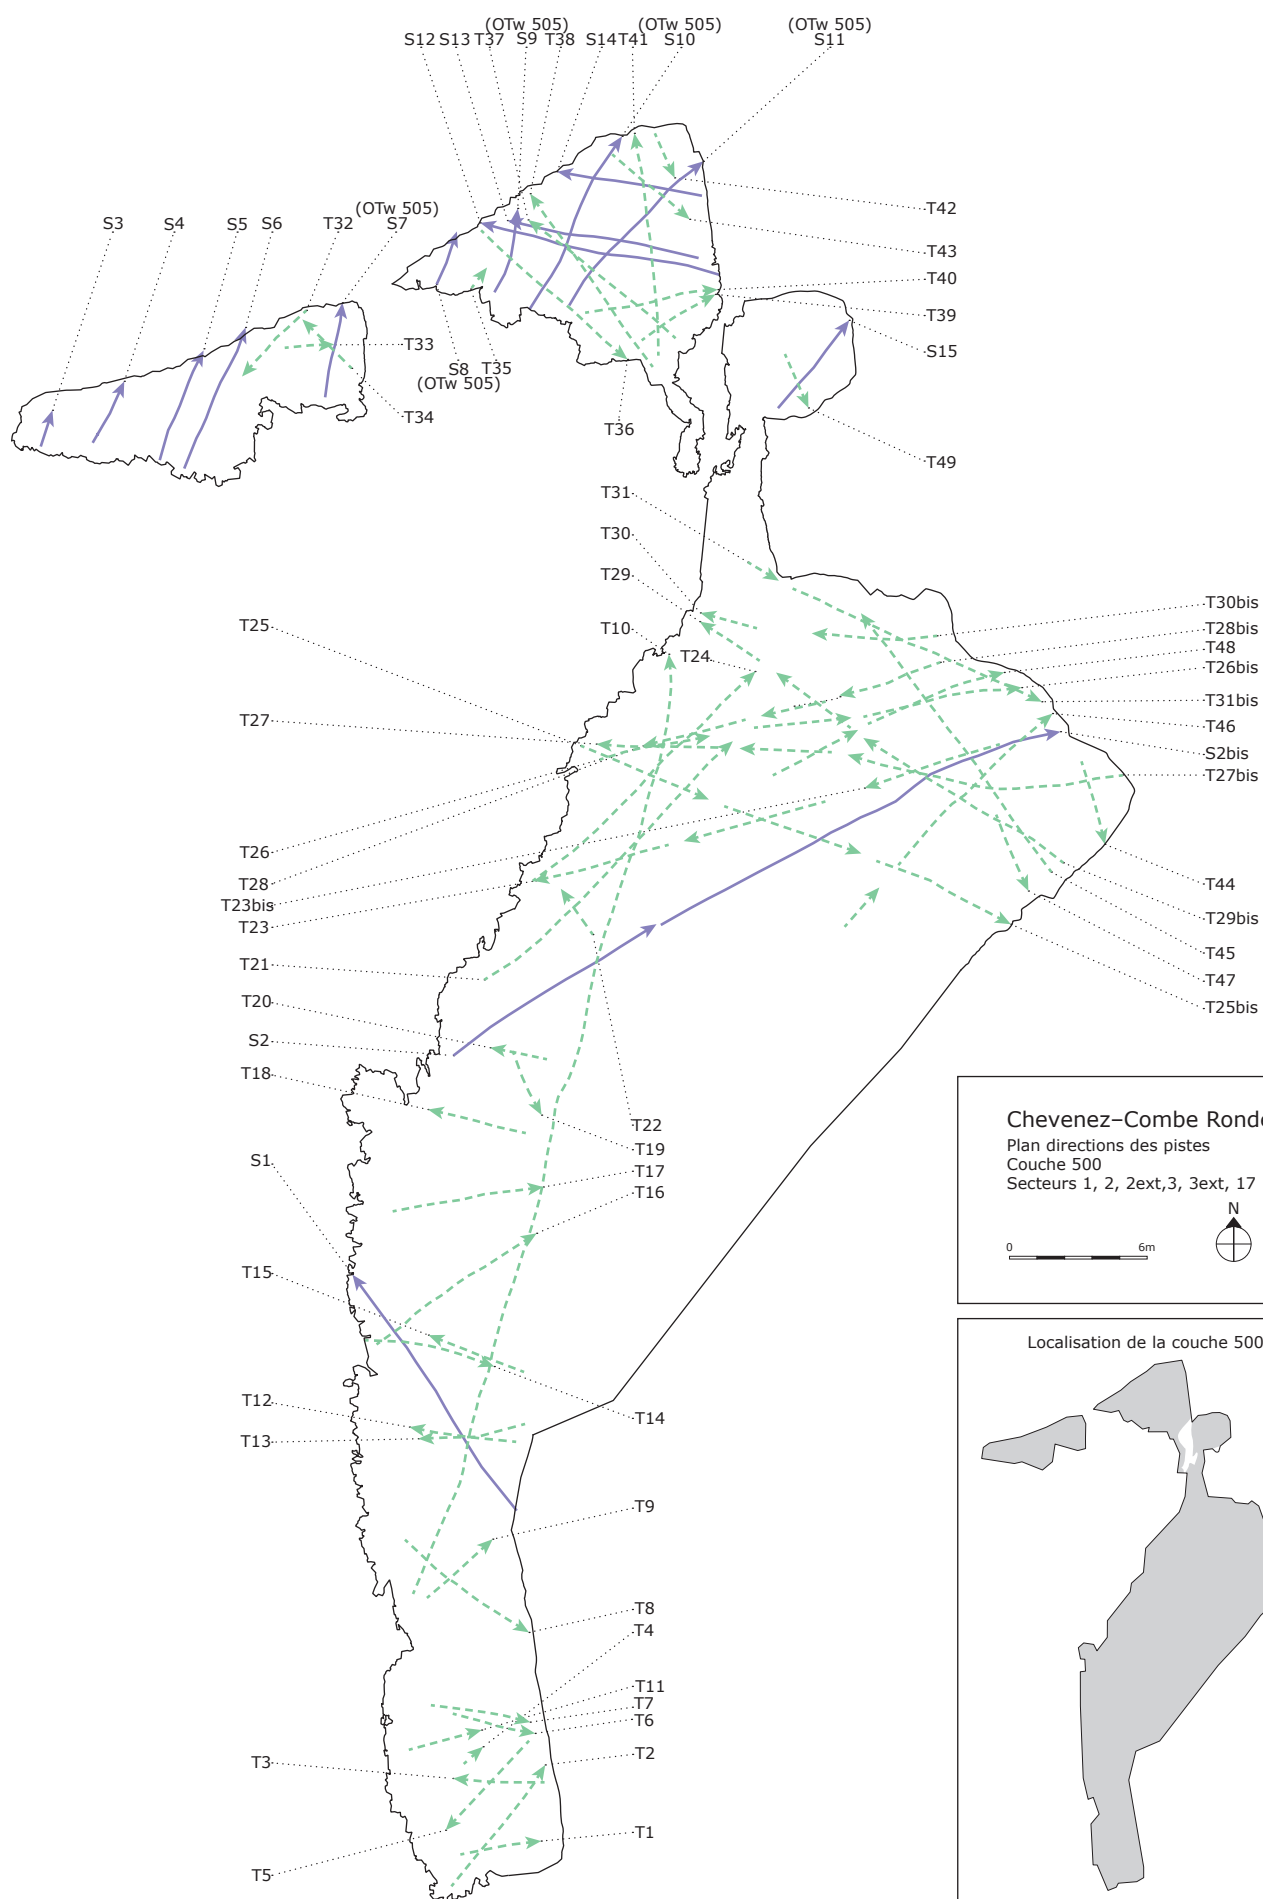 (OTw 505) (OTw 505) (OTw 505)
S12 S13 T37 S9 T38 S14 T41 S10 S11
(OTw 505)
S3 S4 S5 S6 T32 S7
T42
T43
T40
T39
T33
S15
S8 T35
(OTw 505)
T34
T36
T49
T31
T30
T29
T30bis
T25
T10
T28bis
T48
T24
T26bis
T31bis
T27
T46
S2bis
T27bis
T26
T28
T44
T23bis
T29bis
T23
T45
T21
T47
T20
T25bis
S2
T18
Chevenez–Combe Ronde
T22
Plan directions des pistes
T19
S1
Couche 500
T17
Secteurs 1, 2, 2ext,3, 3ext, 17
T16
N
0 6m
T15
Localisation de la couche 500
T12
T14
T13
T9
T8
T4
T11
T7
T6
T2
T3
T1
T5